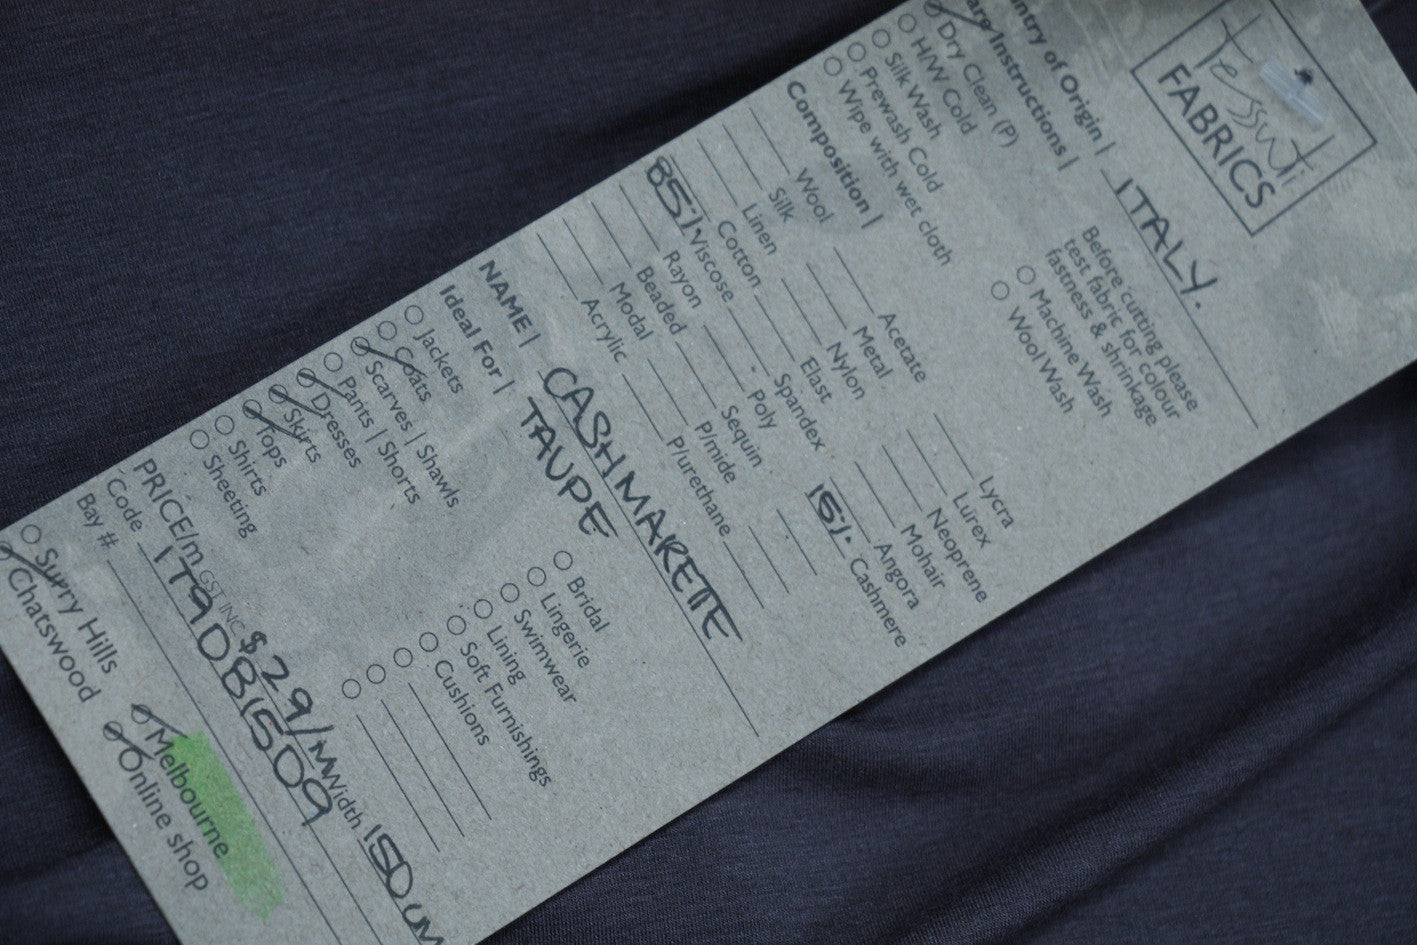 Tessuti
FABRICS
ntry of Origin | ITALY.
are Instructions |
Dry Clean (P)
H/W Cold
Silk Wash
Prewash Cold
Wipe with wet cloth
Before cutting please
test fabric for colour
fastness & shrinkage
Machine Wash
Wool Wash
Composition |
Wool
Acetate
Lycra
Silk
Metal
Lurex
Linen
Nylon
Neoprene
Cotton
Elast
Mohair
85%. Viscose
Spandex
Angora
Rayon
Poly
15%. Cashmere
Beaded
Sequin
Modal
P/mide
Acrylic
P/urethane
NAME | CASHMARETTE
TAUPE
Ideal For |
Jackets
Coats
Scarves | Shawls
Pants | Shorts
Dresses
Skirts
Tops
Shirts
Sheeting
Bridal
Lingerie
Swimwear
Lining
Soft Furnishings
Cushions
PRICE/m GST INC $29/M Width 150cm
Code 1T9DB1509
Bay #
Surry Hills
Chatswood
Melbourne
Online shop